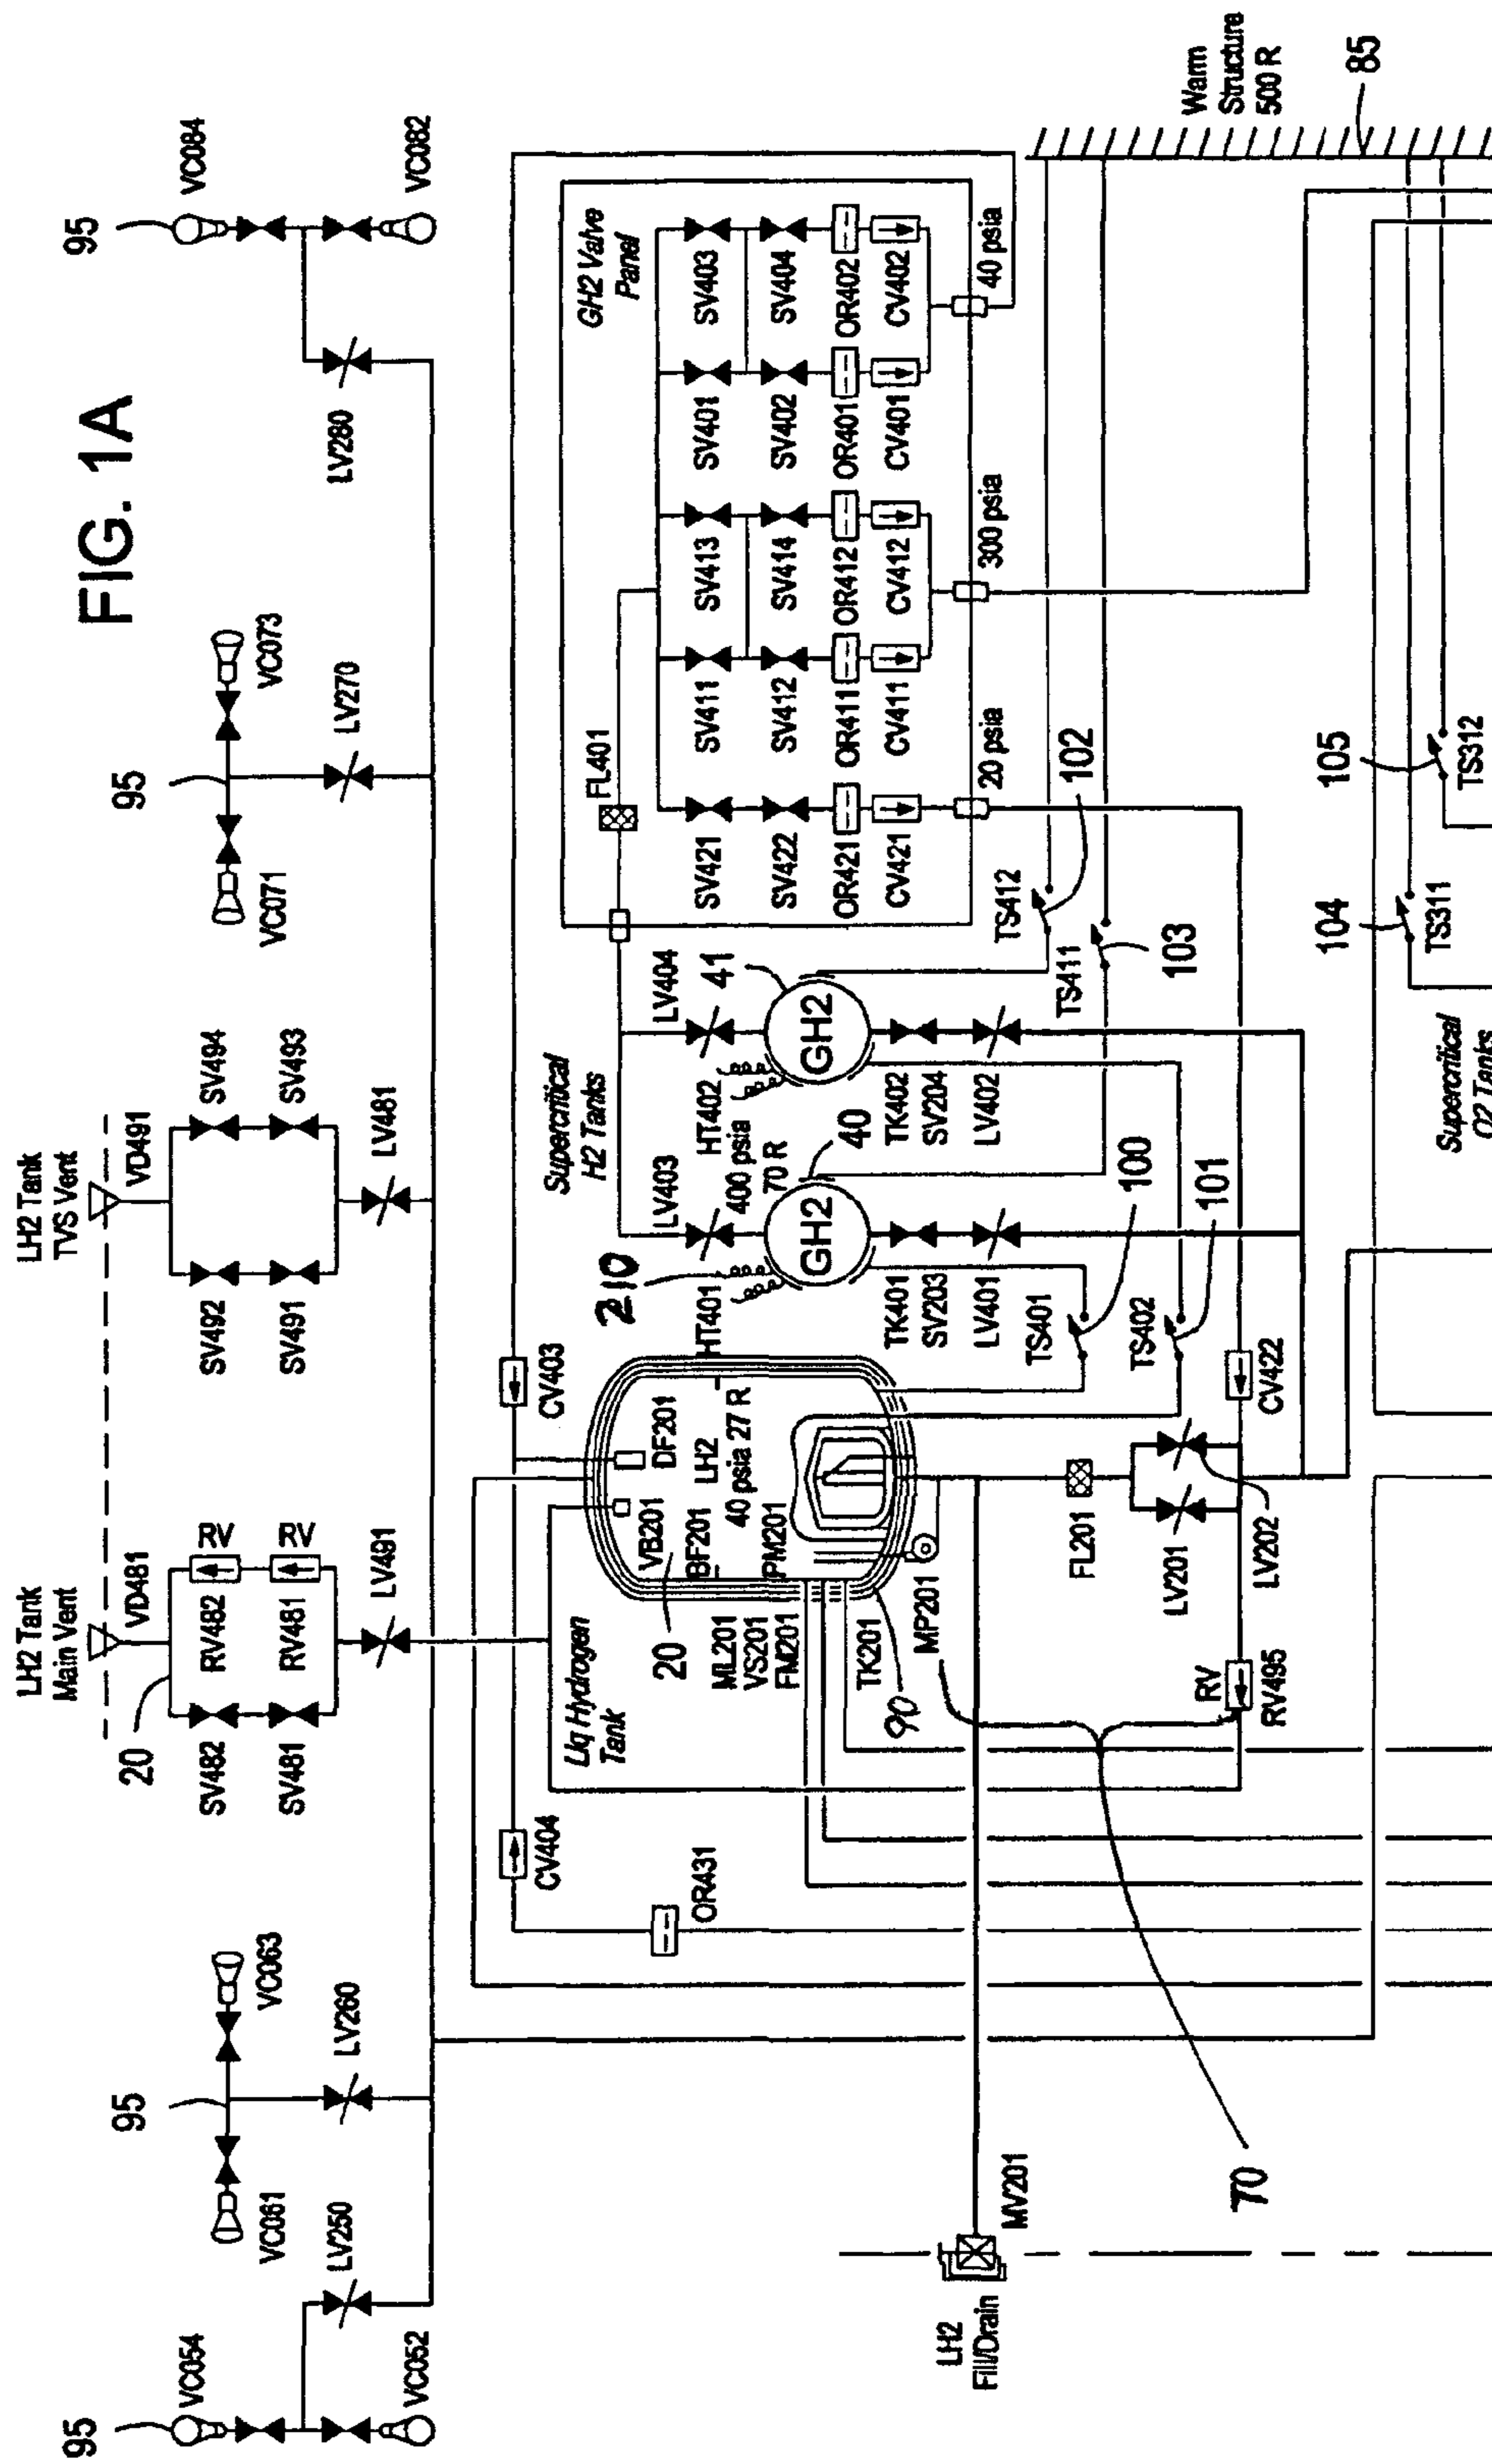 FIG. 1A
LH2 Tank
Main Vent
LH2 Tank
TVS Vent
95
VC054
VC052
LV250
95
VC061
VC063
LV260
20
VD481
SV482
RV482
RV
SV481
RV481
RV
LV491
VD491
SV492
SV494
SV491
SV493
LV481
95
VC071
VC073
LV270
95
VC084
VC082
LV280
CV404
OR431
CV403
Liq Hydrogen
Tank
VB201
DF201
20
BF201
LH2
40 psia 27 R
ML201
VS201
FM201
PM201
TK201
90
MP201
Supercritical
H2 Tanks
210
HT401
LV403
400 psia
70 R
HT402
LV404
GH2
40
GH2
41
TK401
SV203
LV401
TK402
SV204
LV402
TS401
100
TS402
101
TS412
102
TS411
103
FL401
GH2 Valve
Panel
SV421
SV411
SV413
SV401
SV403
SV422
SV412
SV414
SV402
SV404
OR421
OR411
OR412
OR401
OR402
CV421
CV411
CV412
CV401
CV402
20 psia
300 psia
40 psia
FL201
LV201
LV202
CV422
RV
RV495
70
LH2
Fill/Drain
MV201
Warm
Structure
500 R
85
104
TS311
105
TS312
Supercritical
O2 Tanks